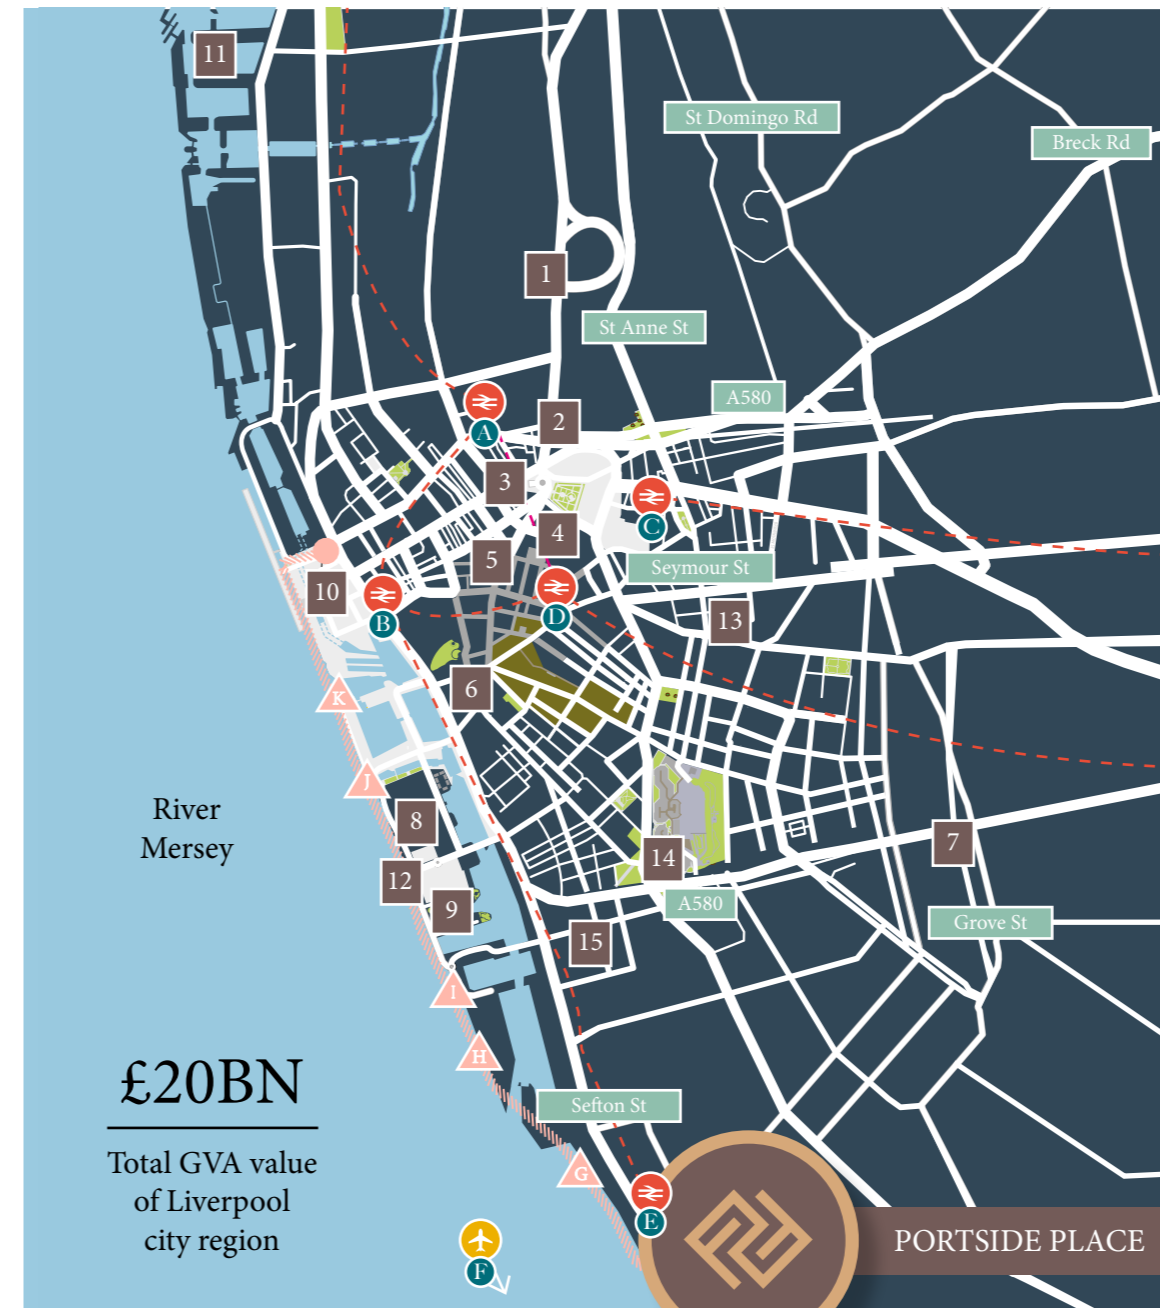 11
St Domingo Rd
Breck Rd
1
St Anne St
A580
2
A
3
C
4
5
Seymour St
10
B
D
13
6
K
J
River
Mersey
8
7
14
12
A580
9
Grove St
15
I
H
£20BN
Sefton St
Total GVA value
of Liverpool
city region
G
E
PORTSIDE PLACE
F